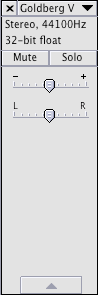 × Goldberg V ▼
Stereo, 44100Hz
32-bit float
Mute Solo
- +
L R